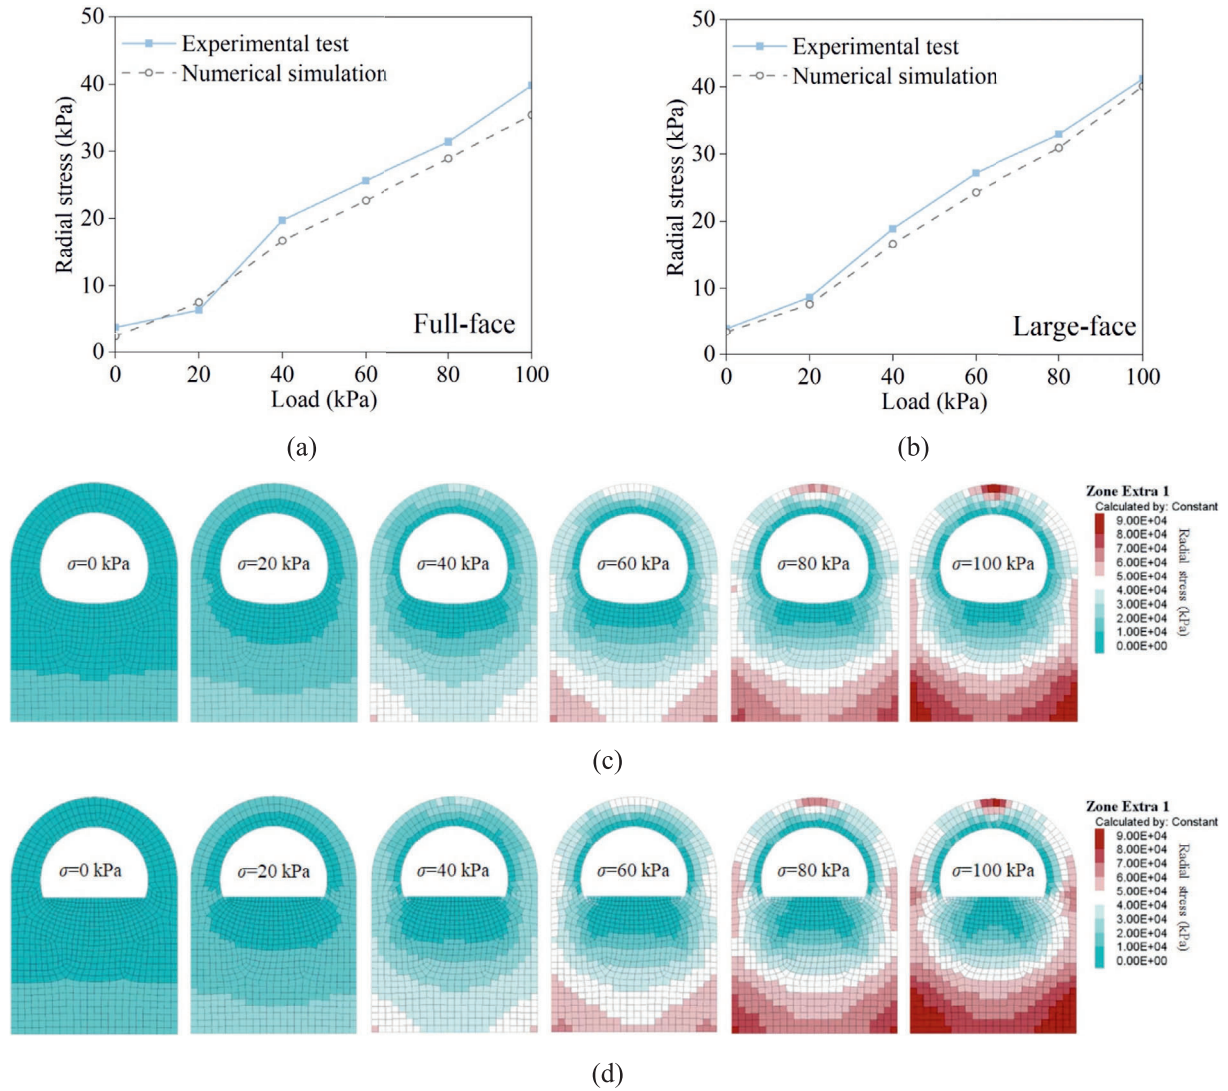 50
40
30
20
10
0
0 20 40 60 80 100
Radial stress (kPa)
Load (kPa)
Experimental test
Numerical simulation
Full-face
(a)
50
40
30
20
10
0
0 20 40 60 80 100
Radial stress (kPa)
Load (kPa)
Experimental test
Numerical simulation
Large-face
(b)
σ=0 kPa
σ=20 kPa
σ=40 kPa
σ=60 kPa
σ=80 kPa
σ=100 kPa
Zone Extra 1
Calculated by: Constant
9.00E+04
8.00E+04
7.00E+04
6.00E+04
5.00E+04
4.00E+04
3.00E+04
2.00E+04
1.00E+04
0.00E+00
Radial stress (kPa)
(c)
σ=0 kPa
σ=20 kPa
σ=40 kPa
σ=60 kPa
σ=80 kPa
σ=100 kPa
Zone Extra 1
Calculated by: Constant
9.00E+04
8.00E+04
7.00E+04
6.00E+04
5.00E+04
4.00E+04
3.00E+04
2.00E+04
1.00E+04
0.00E+00
Radial stress (kPa)
(d)